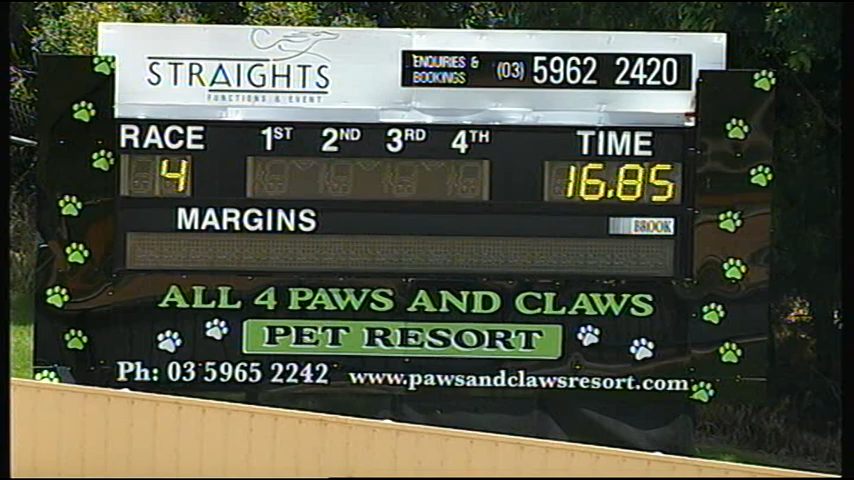 STRAIGHTS
FUNCTIONS & EVENT
ENQUIRIES & BOOKINGS (03) 5962 2420
RACE 1ST 2ND 3RD 4TH TIME
4 16.85
MARGINS BROOK
ALL 4 PAWS AND CLAWS
PET RESORT
Ph: 03 5965 2242 www.pawsandclawsresort.com